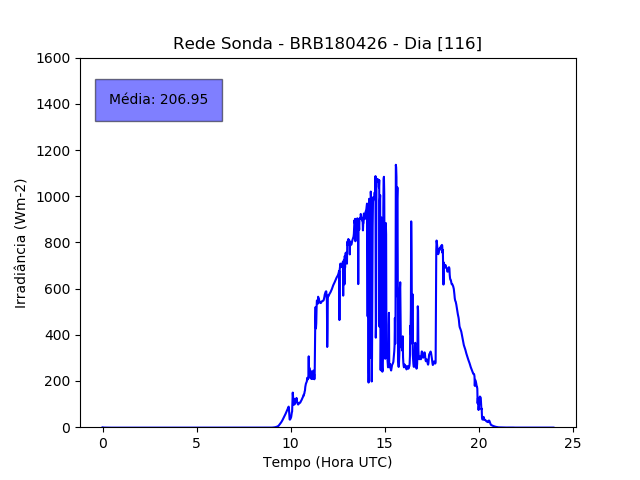 Rede Sonda - BRB180426 - Dia [116]
1600
1400
1200
1000
800
600
400
200
0
Média: 206.95
Irradiância (Wm-2)
0 5 10 15 20 25
Tempo (Hora UTC)